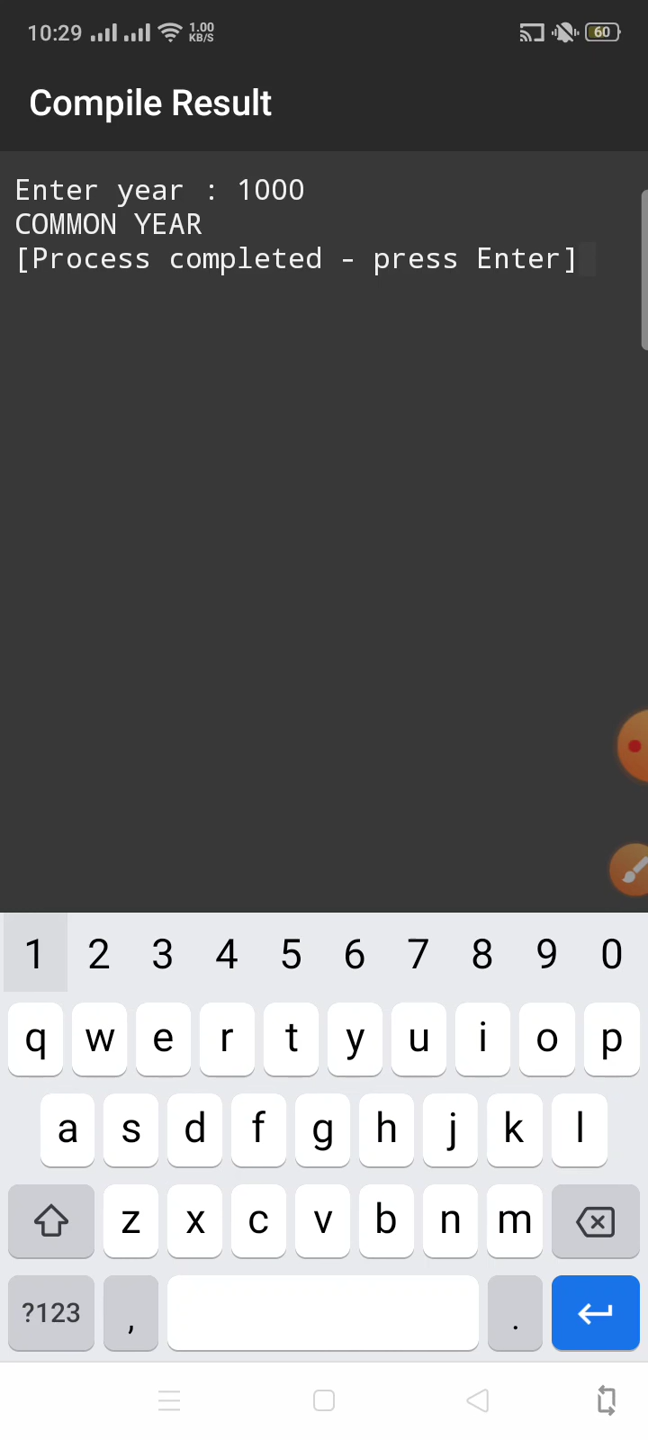 10:29 1.00 KB/S 60
Compile Result
Enter year : 1000
COMMON YEAR
[Process completed - press Enter]
1 2 3 4 5 6 7 8 9 0
q w e r t y u i o p
a s d f g h j k l
z x c v b n m
?123 , .